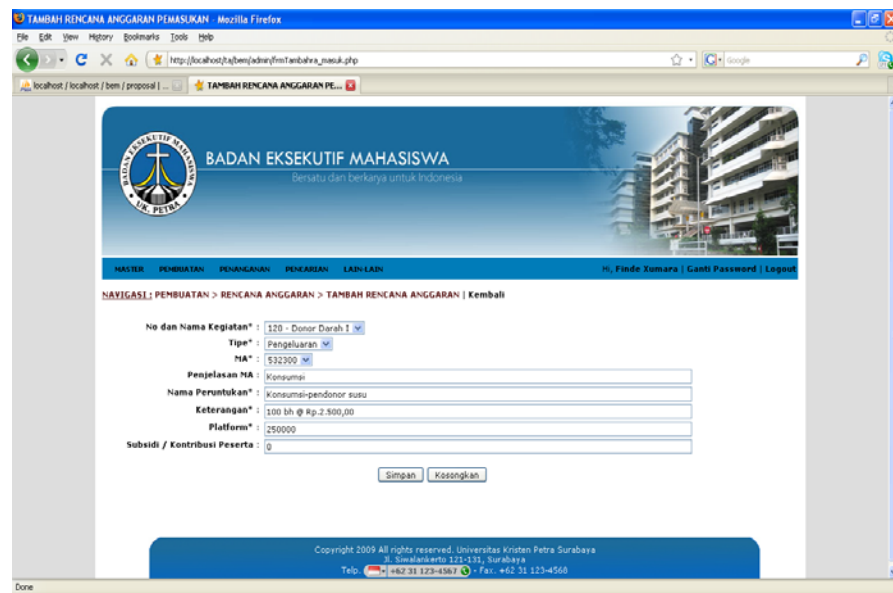 TAMBAH RENCANA ANGGARAN PEMASUKAN - Mozilla Firefox
File Edit View History Bookmarks Tools Help
http://localhost/ta/bem/admin/frmTambahra_masuk.php
Google
localhost / localhost / bem / proposal | ...
TAMBAH RENCANA ANGGARAN PE...
BADAN EKSEKUTIF MAHASISWA
UK. PETRA
BADAN EKSEKUTIF MAHASISWA
Bersatu dan berkarya untuk Indonesia
MASTER PEMBUATAN PENANGANAN PENCARIAN LAIN-LAIN
Hi, Finde Xumara | Ganti Password | Logout
NAVIGASI : PEMBUATAN > RENCANA ANGGARAN > TAMBAH RENCANA ANGGARAN | Kembali
No dan Nama Kegiatan* : 120 - Donor Darah I
Tipe* : Pengeluaran
MA* : 532300
Penjelasan MA : Konsumsi
Nama Peruntukan* : Konsumsi-pendonor susu
Keterangan* : 100 bh @ Rp.2.500,00
Platform* : 250000
Subsidi / Kontribusi Peserta : 0
Simpan Kosongkan
Copyright 2009 All rights reserved. Universitas Kristen Petra Surabaya
Jl. Siwalankerto 121-131, Surabaya
Telp. +62 31 123-4567 - Fax. +62 31 123-4568
Done